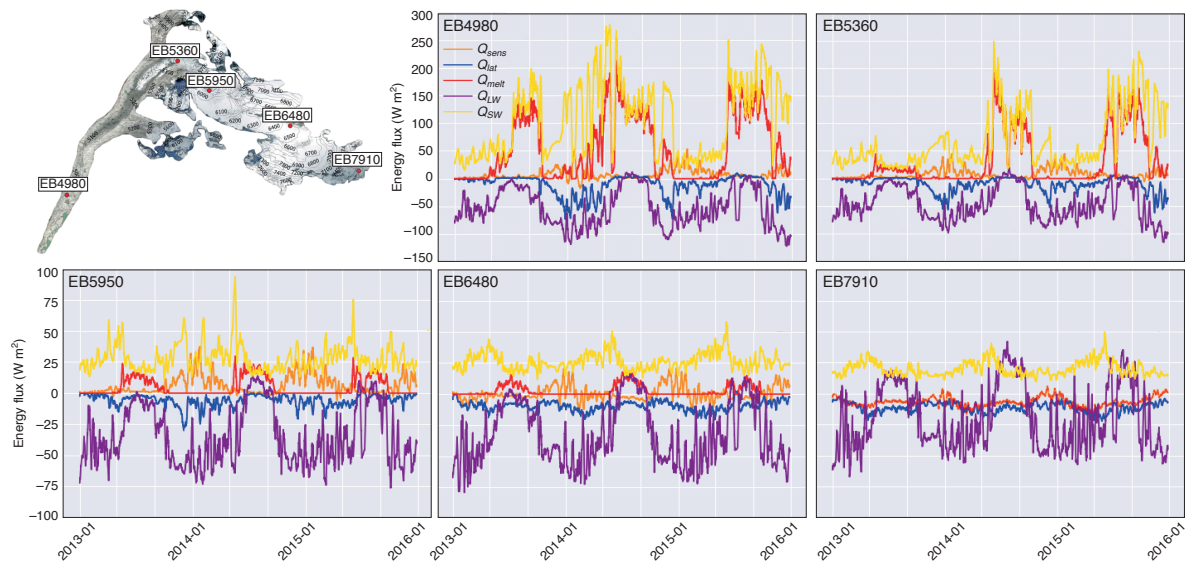 EB5360
EB5950
EB6480
EB7910
EB4980
EB4980
Energy flux (W m²)
300
250
200
150
100
50
0
−50
−100
−150
Q_sens
Q_lat
Q_melt
Q_LW
Q_SW
EB5360
EB5950
Energy flux (W m²)
100
75
50
25
0
−25
−50
−75
−100
2013-01
2014-01
2015-01
2016-01
EB6480
2013-01
2014-01
2015-01
2016-01
EB7910
2013-01
2014-01
2015-01
2016-01